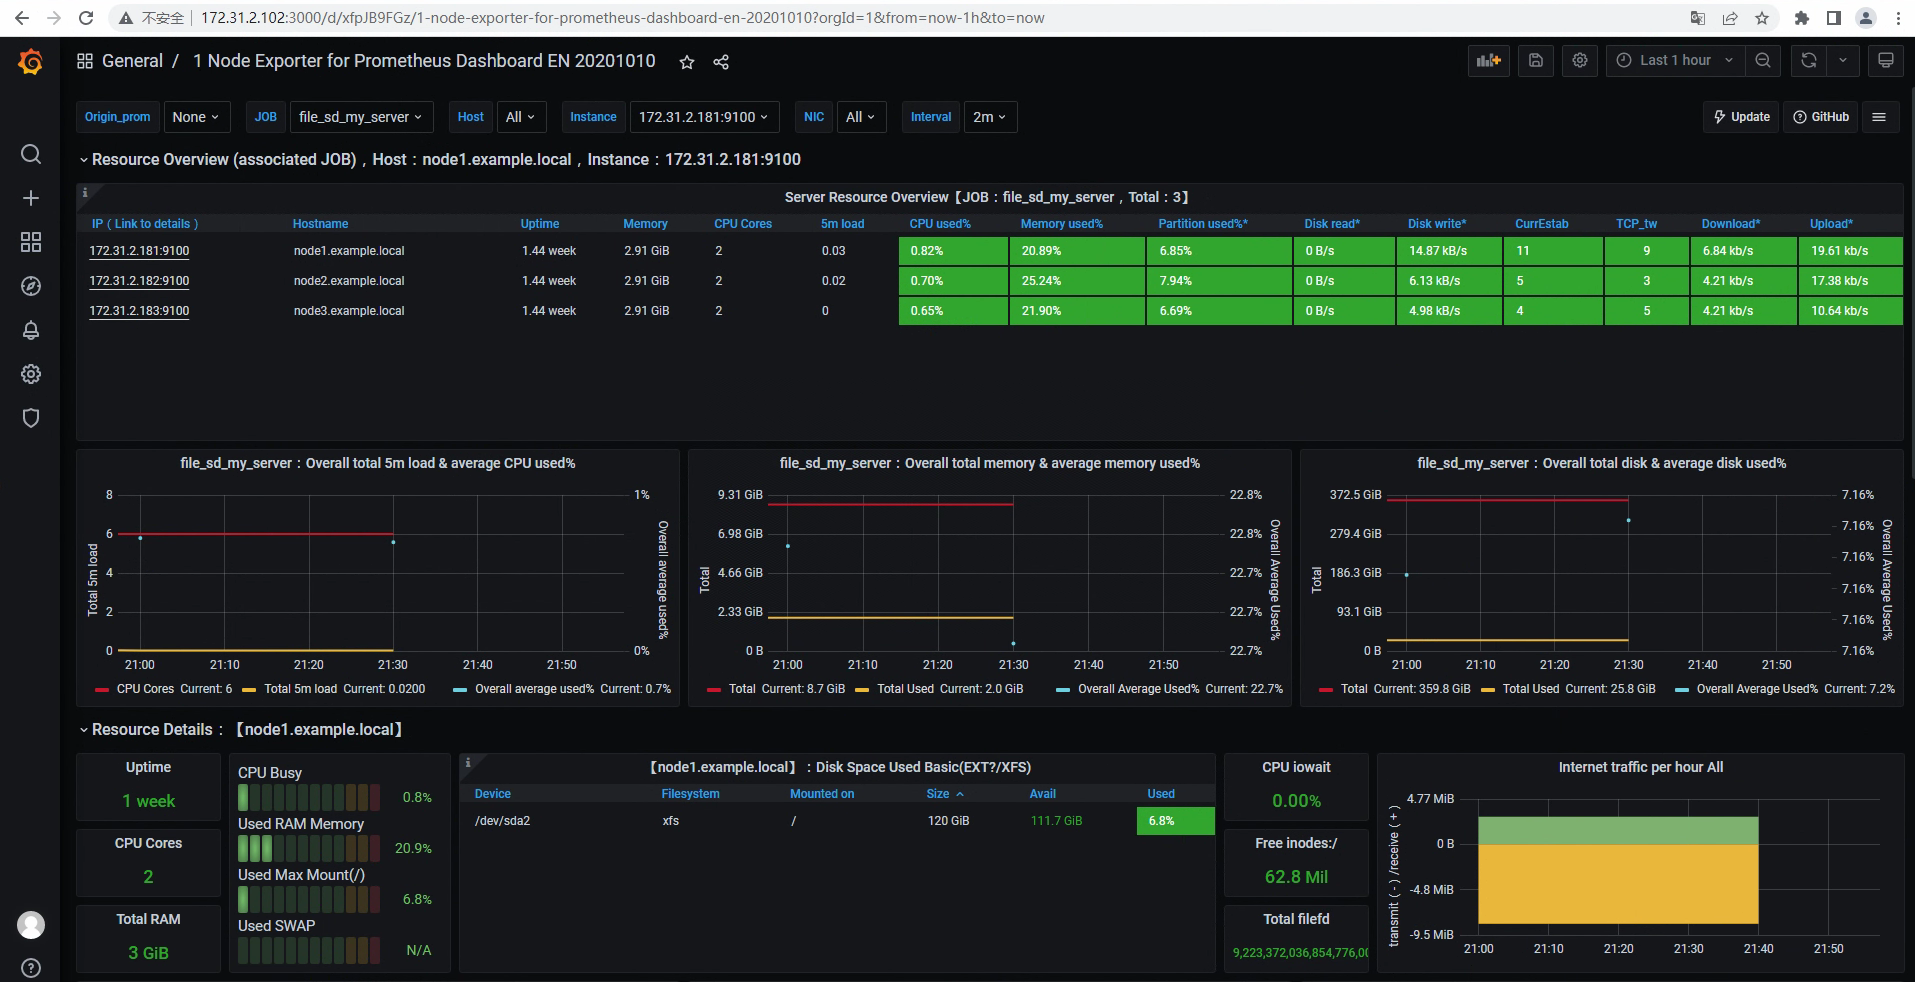 不安全 172.31.2.102:3000/d/xfpJB9FGz/1-node-exporter-for-prometheus-dashboard-en-20201010?orgId=1&from=now-1h&to=now
General / 1 Node Exporter for Prometheus Dashboard EN 20201010 Last 1 hour
Origin_prom None JOB file_sd_my_server Host All Instance 172.31.2.181:9100 NIC All Interval 2m Update GitHub
Resource Overview (associated JOB)，Host：node1.example.local，Instance：172.31.2.181:9100
Server Resource Overview【JOB：file_sd_my_server，Total：3】
IP（Link to details） Hostname Uptime Memory CPU Cores 5m load CPU used% Memory used% Partition used%* Disk read* Disk write* CurrEstab TCP_tw Download* Upload*
172.31.2.181:9100 node1.example.local 1.44 week 2.91 GiB 2 0.03 0.82% 20.89% 6.85% 0 B/s 14.87 kB/s 11 9 6.84 kb/s 19.61 kb/s
172.31.2.182:9100 node2.example.local 1.44 week 2.91 GiB 2 0.02 0.70% 25.24% 7.94% 0 B/s 6.13 kB/s 5 3 4.21 kb/s 17.38 kb/s
172.31.2.183:9100 node3.example.local 1.44 week 2.91 GiB 2 0 0.65% 21.90% 6.69% 0 B/s 4.98 kB/s 4 5 4.21 kb/s 10.64 kb/s
file_sd_my_server：Overall total 5m load & average CPU used%
Total 5m load
8
6
4
2
0
1%
0%
Overall average used%
21:00 21:10 21:20 21:30 21:40 21:50
CPU Cores Current: 6 Total 5m load Current: 0.0200 Overall average used% Current: 0.7%
file_sd_my_server：Overall total memory & average memory used%
Total
9.31 GiB
6.98 GiB
4.66 GiB
2.33 GiB
0 B
22.8%
22.8%
22.7%
22.7%
22.7%
Overall Average Used%
21:00 21:10 21:20 21:30 21:40 21:50
Total Current: 8.7 GiB Total Used Current: 2.0 GiB Overall Average Used% Current: 22.7%
file_sd_my_server：Overall total disk & average disk used%
Total
372.5 GiB
279.4 GiB
186.3 GiB
93.1 GiB
0 B
7.16%
7.16%
7.16%
7.16%
7.16%
7.16%
Overall Average Used%
21:00 21:10 21:20 21:30 21:40 21:50
Total Current: 359.8 GiB Total Used Current: 25.8 GiB Overall Average Used% Current: 7.2%
Resource Details：【node1.example.local】
Uptime
1 week
CPU Cores
2
Total RAM
3 GiB
CPU Busy
0.8%
Used RAM Memory
20.9%
Used Max Mount(/)
6.8%
Used SWAP
N/A
【node1.example.local】：Disk Space Used Basic(EXT?/XFS)
Device Filesystem Mounted on Size Avail Used
/dev/sda2 xfs / 120 GiB 111.7 GiB 6.8%
CPU iowait
0.00%
Free inodes:/
62.8 Mil
Total filefd
9,223,372,036,854,776,00
Internet traffic per hour All
transmit（-）/receive（+）
4.77 MiB
0 B
-4.8 MiB
-9.5 MiB
21:00 21:10 21:20 21:30 21:40 21:50